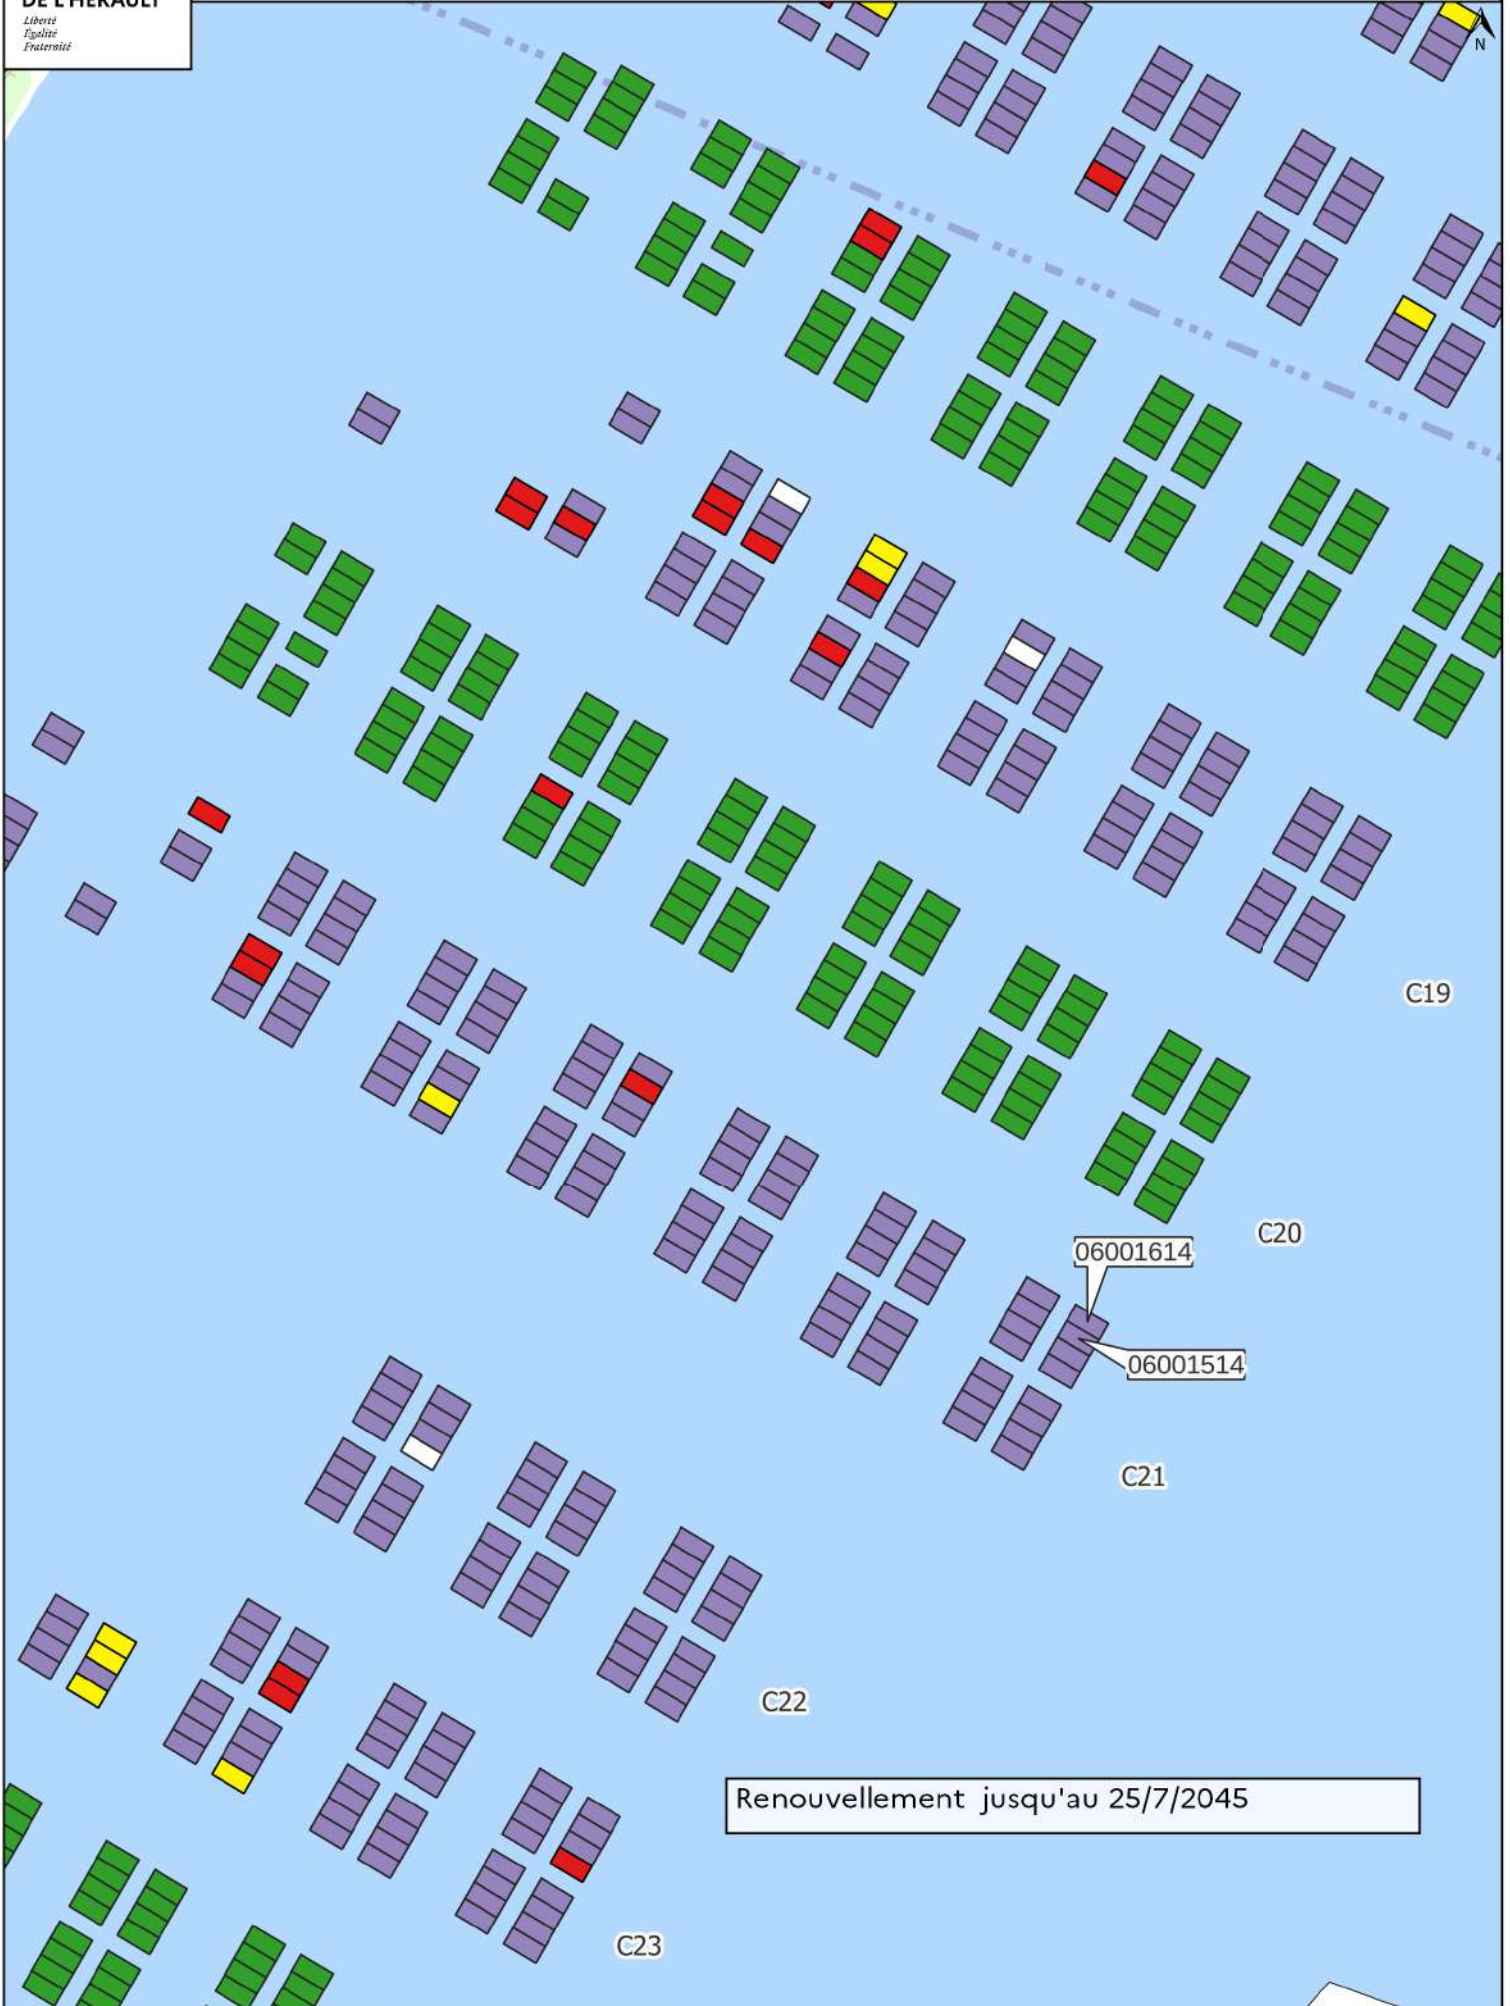 DE L'HÉRAULT
Liberté
Égalité
Fraternité
N
C19
C20
06001614
06001514
C21
C22
Renouvellement jusqu'au 25/7/2045
C23